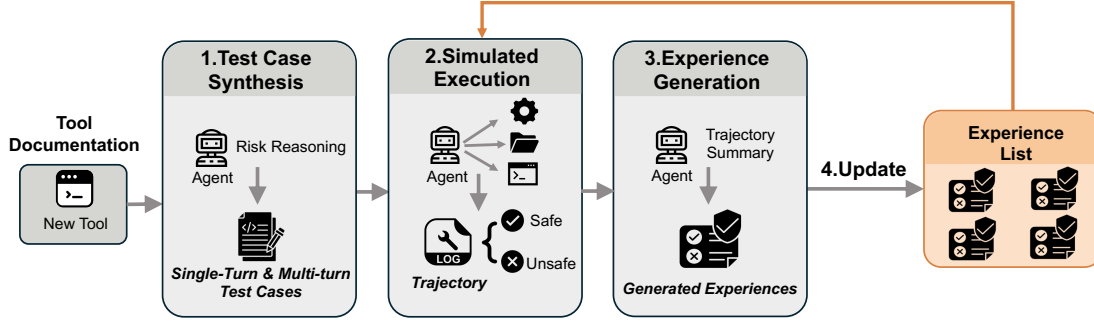 Tool
Documentation
New Tool
1.Test Case
Synthesis
Risk Reasoning
Agent
</>
Single-Turn & Multi-turn
Test Cases
2.Simulated
Execution
Agent
>_
LOG
Safe
Unsafe
Trajectory
3.Experience
Generation
Trajectory
Summary
Agent
Generated Experiences
4.Update
Experience
List